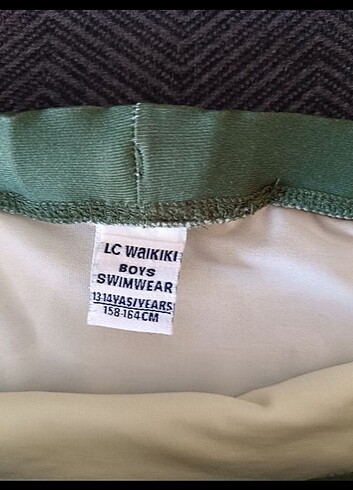 LC WAIKIKI
BOYS
SWIMWEAR
13-14YAS/YEARS
158-164CM